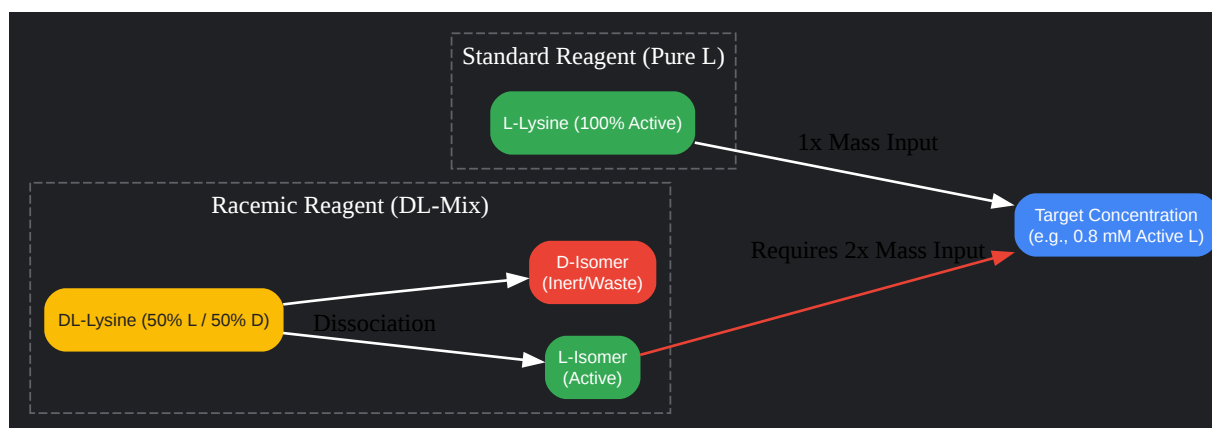 Standard Reagent (Pure L)
L-Lysine (100% Active)
1x Mass Input
Racemic Reagent (DL-Mix)
Target Concentration
(e.g., 0.8 mM Active L)
Requires 2x Mass Input
D-Isomer
(Inert/Waste)
DL-Lysine (50% L / 50% D)
Dissociation
L-Isomer
(Active)